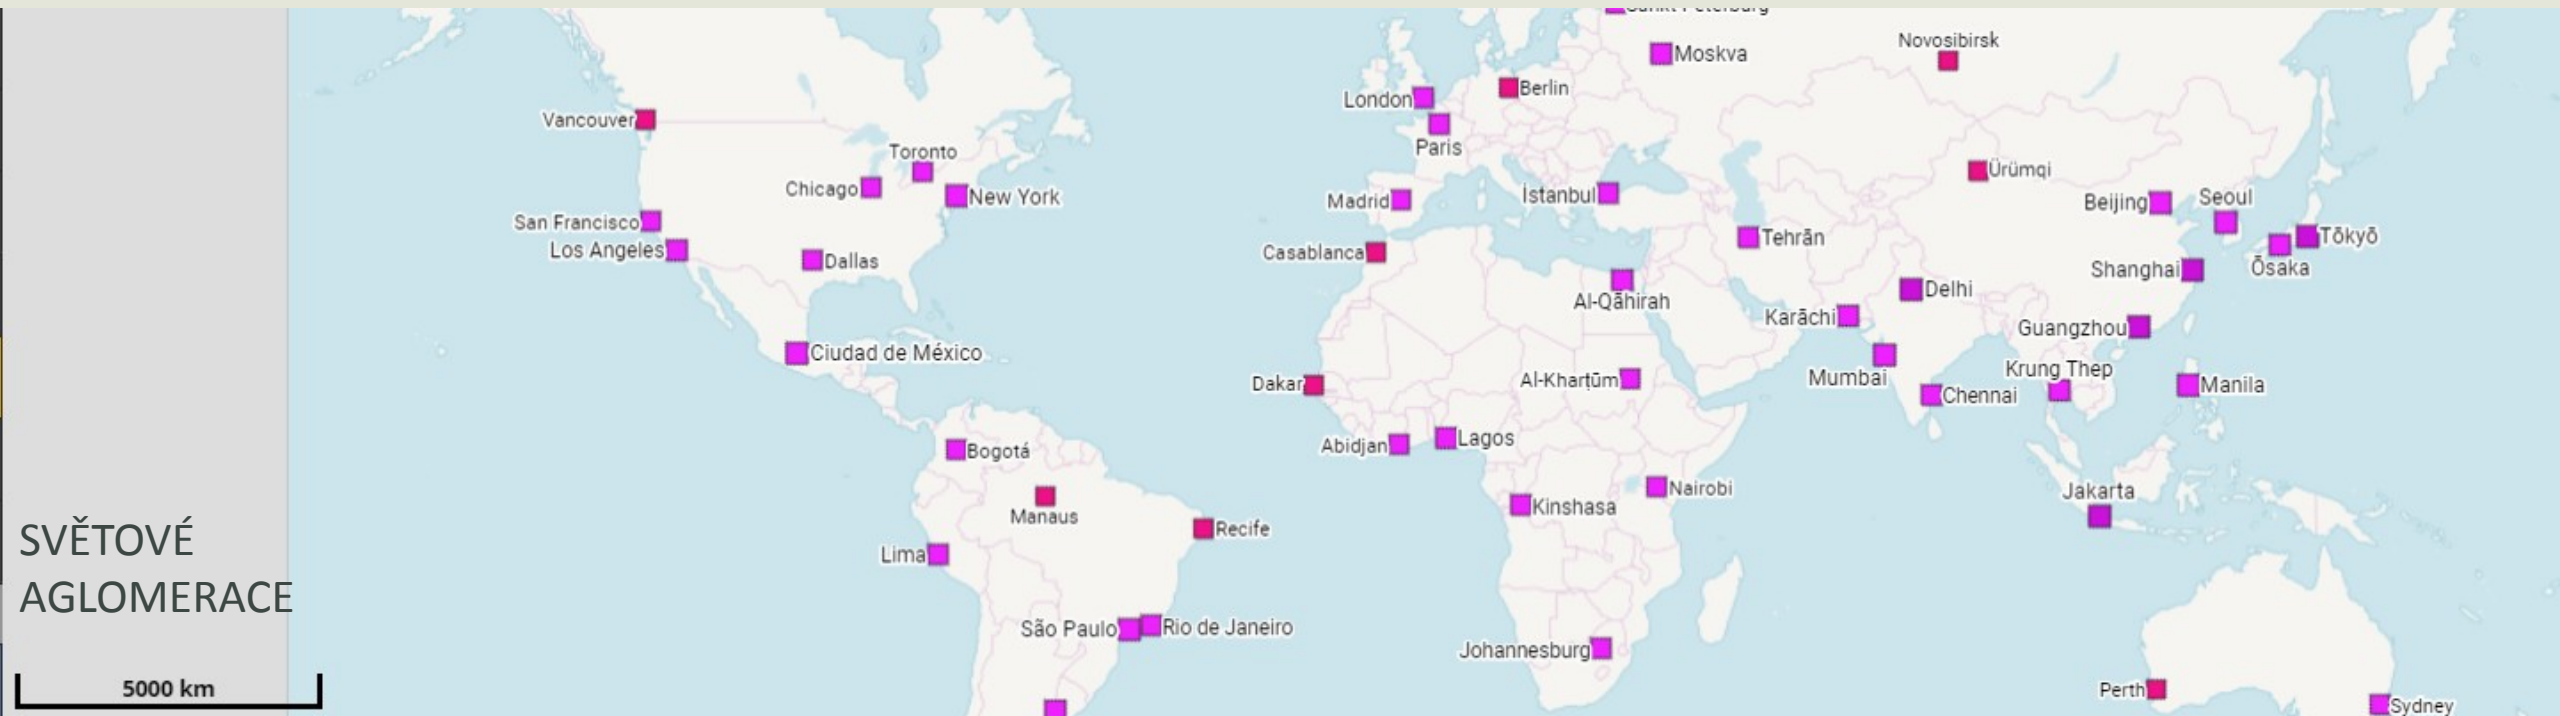 Sankt Peterburg
Moskva
Novosibirsk
Berlin
London
Vancouver
Paris
Toronto
Ürümqi
Chicago
New York
Madrid
İstanbul
Beijing
Seoul
San Francisco
Los Angeles
Tehrān
Tōkyō
Casablanca
Dallas
Ōsaka
Shanghai
Al-Qāhirah
Delhi
Karāchi
Guangzhou
Ciudad de México
Krung Thep
Mumbai
Dakar
Al-Kharṭūm
Manila
Chennai
Abidjan
Lagos
Bogotá
Nairobi
Jakarta
Kinshasa
Manaus
Recife
SVĚTOVÉ
AGLOMERACE
Lima
São Paulo
Rio de Janeiro
Johannesburg
5000 km
Perth
Sydney